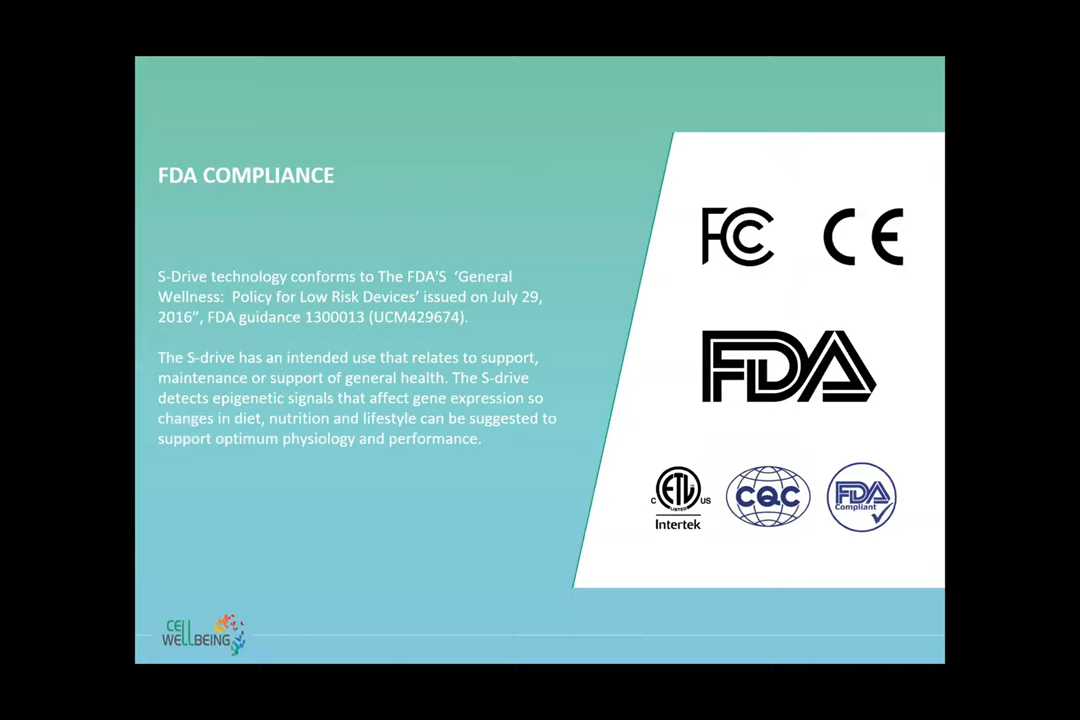 FDA COMPLIANCE
S-Drive technology conforms to The FDA'S ‘General
Wellness: Policy for Low Risk Devices’ issued on July 29,
2016”, FDA guidance 1300013 (UCM429674).
The S-drive has an intended use that relates to support,
maintenance or support of general health. The S-drive
detects epigenetic signals that affect gene expression so
changes in diet, nutrition and lifestyle can be suggested to
support optimum physiology and performance.
FC CE
FDA
C ETL US
LISTED
Intertek
CQC
FDA
Compliant
CELL
WELLBEING